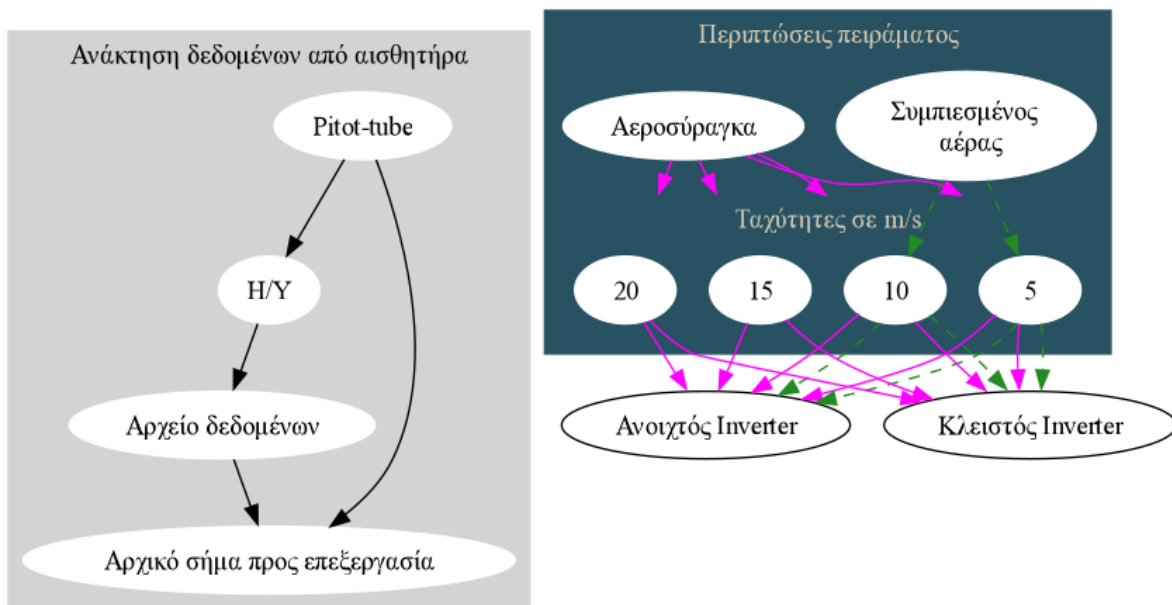 Ανάκτηση δεδομένων από αισθητήρα
Pitot-tube
Η/Υ
Αρχείο δεδομένων
Αρχικό σήμα προς επεξεργασία
Περιπτώσεις πειράματος
Αεροσύραγκα
Συμπιεσμένος
αέρας
Ταχύτητες σε m/s
20
15
10
5
Ανοιχτός Inverter
Κλειστός Inverter